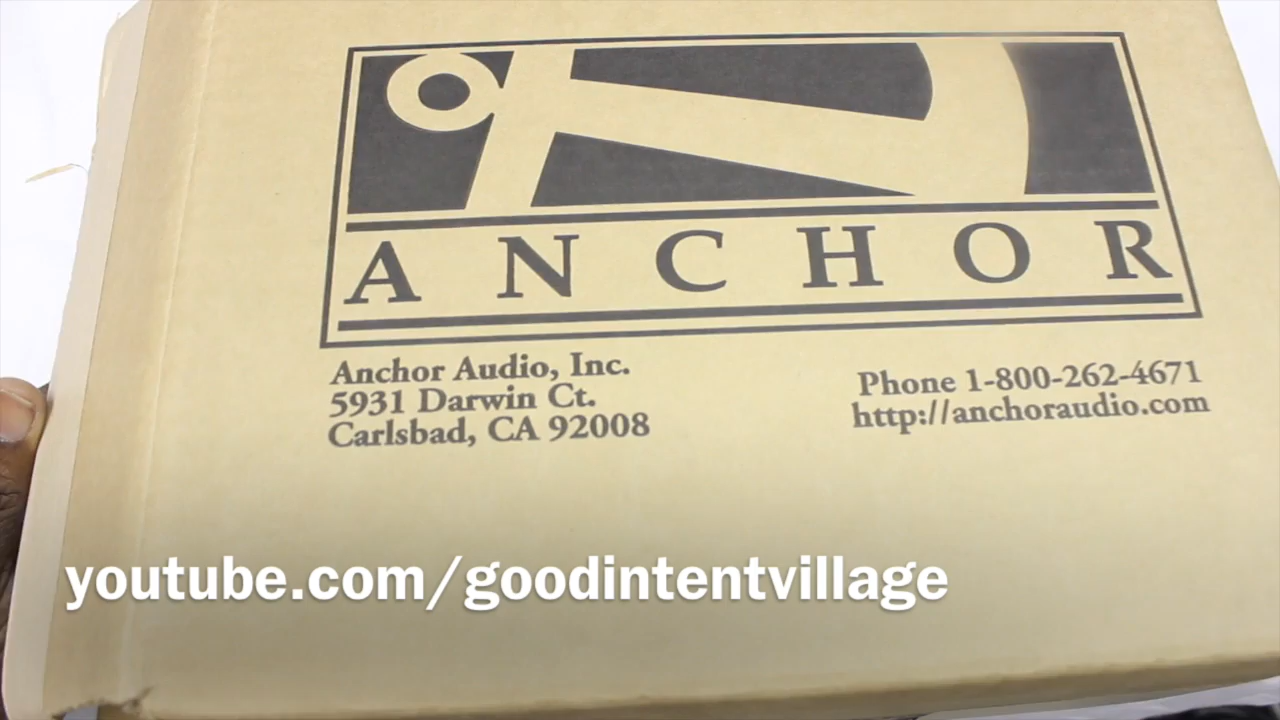 ANCHOR
Anchor Audio, Inc.
5931 Darwin Ct.
Carlsbad, CA 92008
Phone 1-800-262-4671
http://anchoraudio.com
youtube.com/goodintentvillage